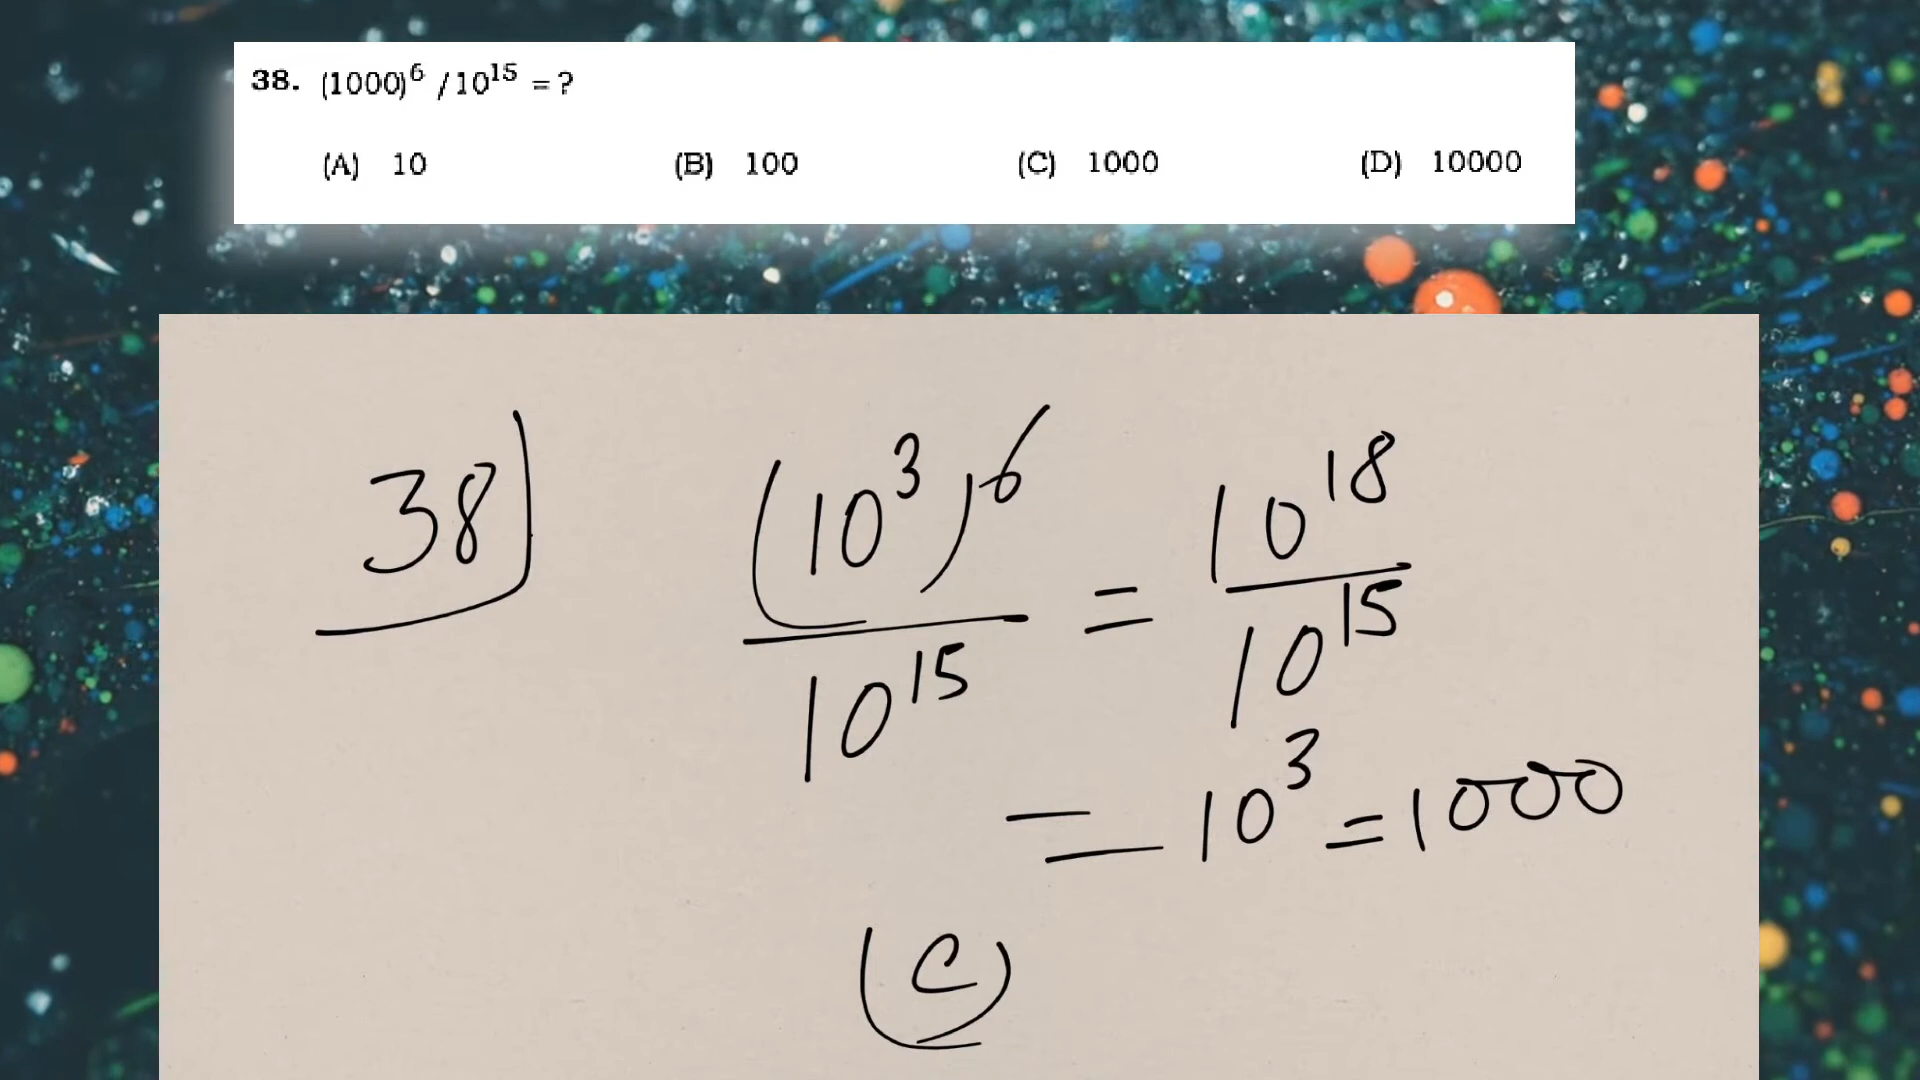 38. (1000)⁶ / 10¹⁵ = ?
(A) 10 (B) 100 (C) 1000 (D) 10000
38) (10³)⁶ / 10¹⁵ = 10¹⁸ / 10¹⁵
= 10³ = 1000
(C)